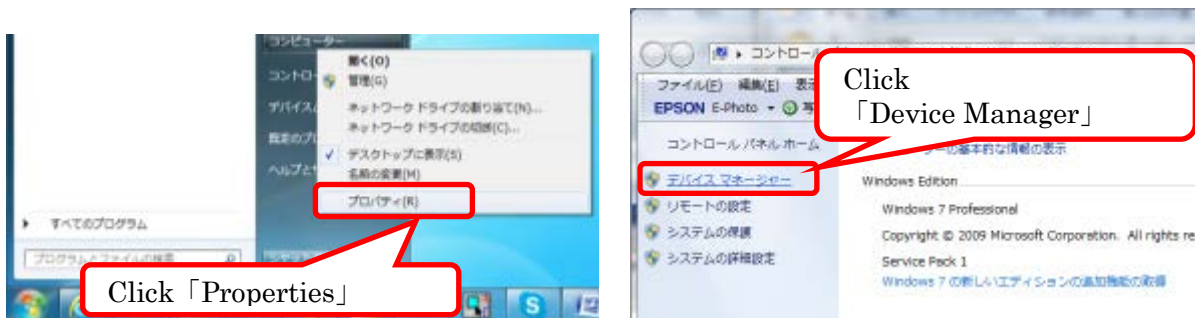 コンピューター
開く(O)
管理(G)
ネットワーク ドライブの割り当て(N)...
ネットワーク ドライブの切断(C)...
デスクトップに表示(S)
名前の変更(M)
プロパティ(R)
コントロー
デバイス
既定のプロ
ヘルプと
すべてのプログラム
プログラムとファイルの検索
Click「Properties」
コントロール
ファイル(F) 編集(E) 表示
EPSON E-Photo
Click
「Device Manager」
コントロール パネル ホーム
ーの基本的な情報の表示
デバイス マネージャー
リモートの設定
システムの保護
システムの詳細設定
Windows Edition
Windows 7 Professional
Copyright © 2009 Microsoft Corporation. All rights re
Service Pack 1
Windows 7 の新しいエディションの追加機能の取得